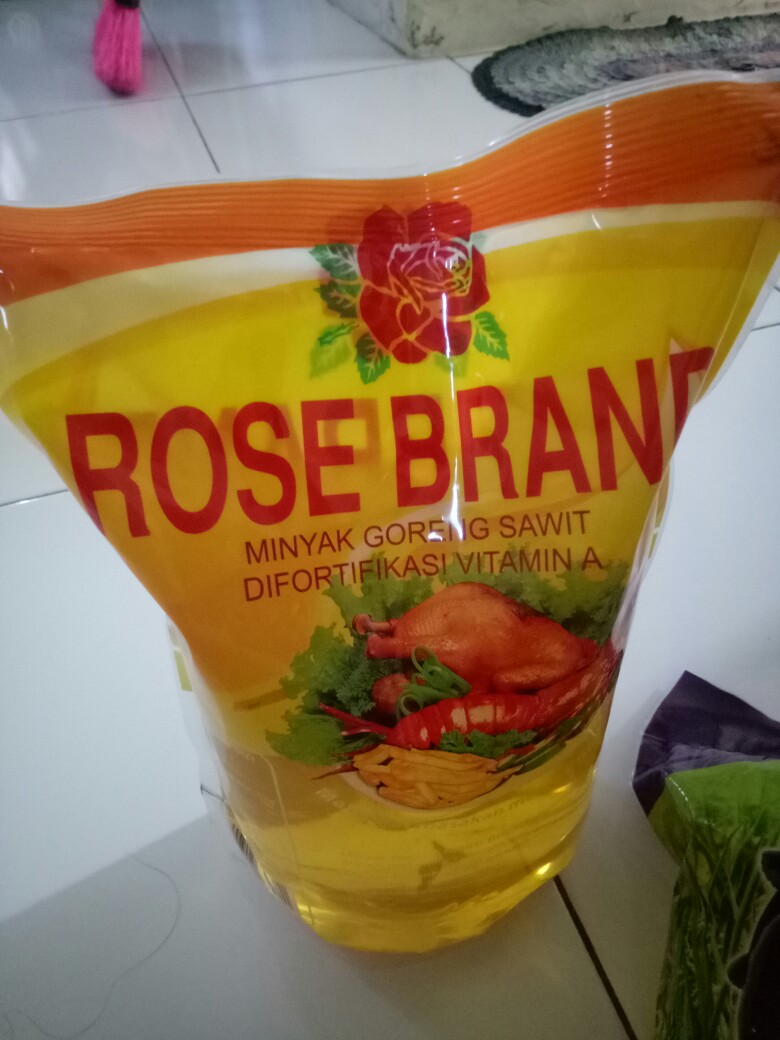 ROSE BRAND
MINYAK GORENG SAWIT
DIFORTIFIKASI VITAMIN A